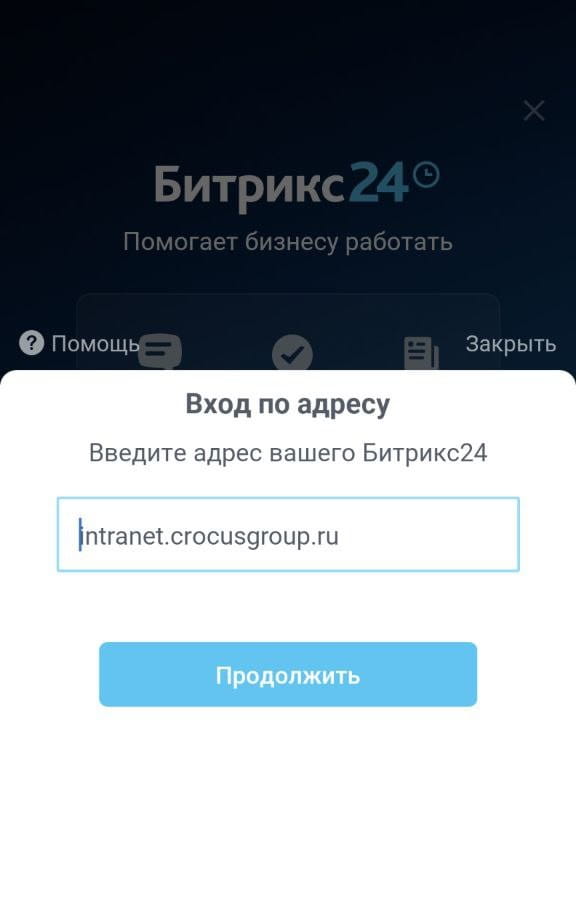 Битрикс24
Помогает бизнесу работать
? Помощь
Закрыть
Вход по адресу
Введите адрес вашего Битрикс24
intranet.crocusgroup.ru
Продолжить